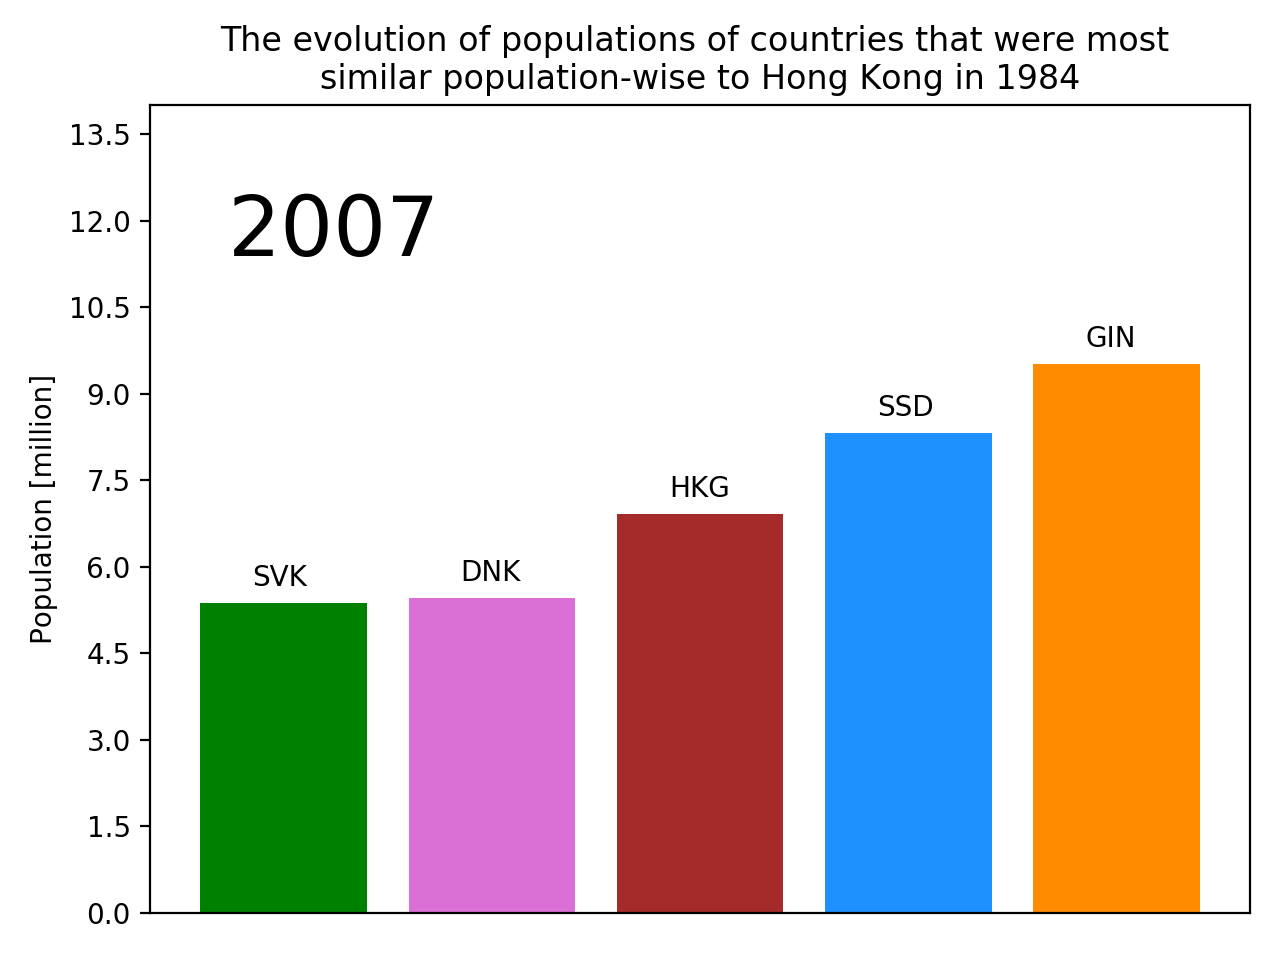 The evolution of populations of countries that were most
similar population-wise to Hong Kong in 1984
13.5
12.0
10.5
9.0
7.5
6.0
4.5
3.0
1.5
0.0
Population [million]
2007
SVK
DNK
HKG
SSD
GIN